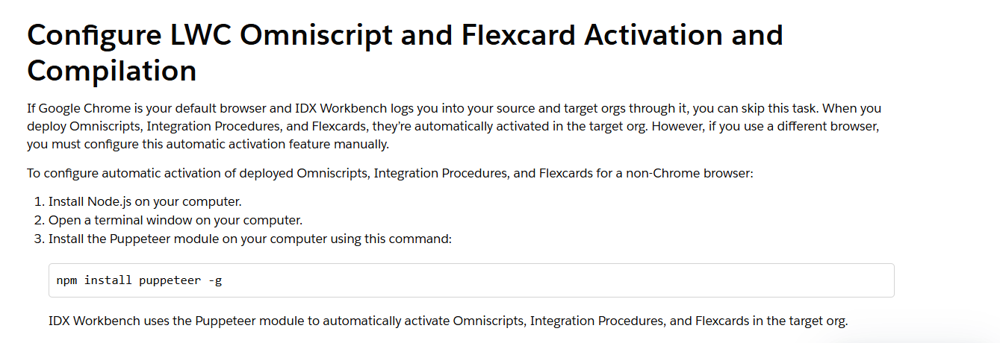 Configure LWC Omniscript and Flexcard Activation and
Compilation
If Google Chrome is your default browser and IDX Workbench logs you into your source and target orgs through it, you can skip this task. When you
deploy Omniscripts, Integration Procedures, and Flexcards, they’re automatically activated in the target org. However, if you use a different browser,
you must configure this automatic activation feature manually.
To configure automatic activation of deployed Omniscripts, Integration Procedures, and Flexcards for a non-Chrome browser:
1. Install Node.js on your computer.
2. Open a terminal window on your computer.
3. Install the Puppeteer module on your computer using this command:
npm install puppeteer -g
IDX Workbench uses the Puppeteer module to automatically activate Omniscripts, Integration Procedures, and Flexcards in the target org.